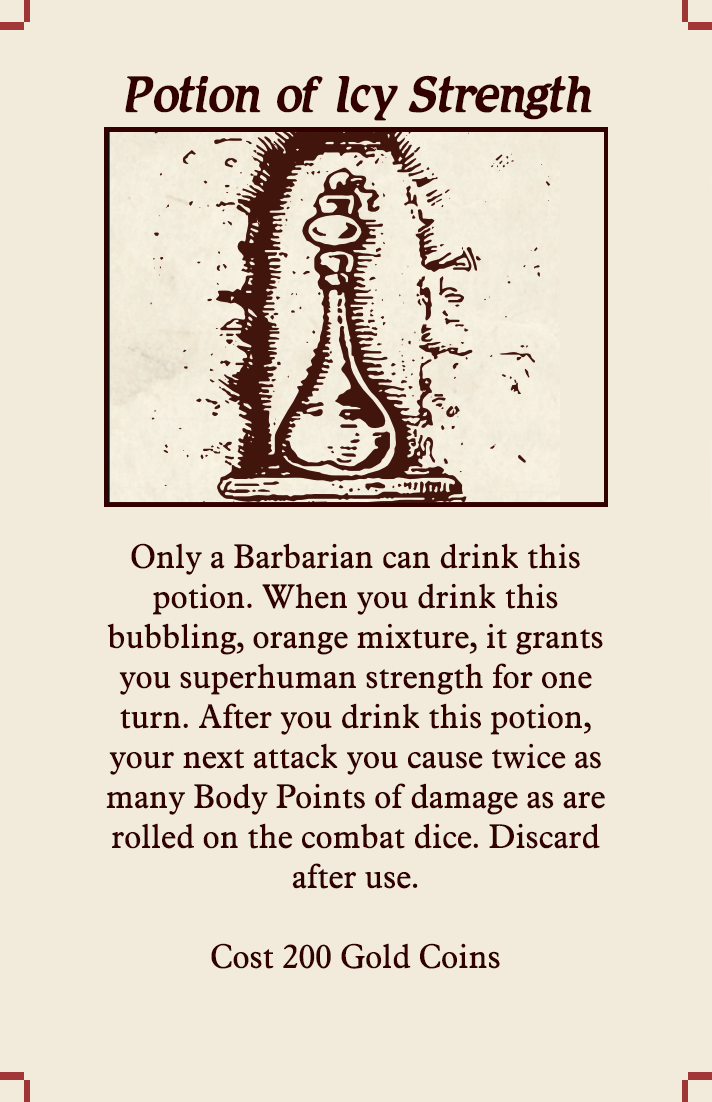 Potion of Icy Strength
Only a Barbarian can drink this
potion. When you drink this
bubbling, orange mixture, it grants
you superhuman strength for one
turn. After you drink this potion,
your next attack you cause twice as
many Body Points of damage as are
rolled on the combat dice. Discard
after use.
Cost 200 Gold Coins